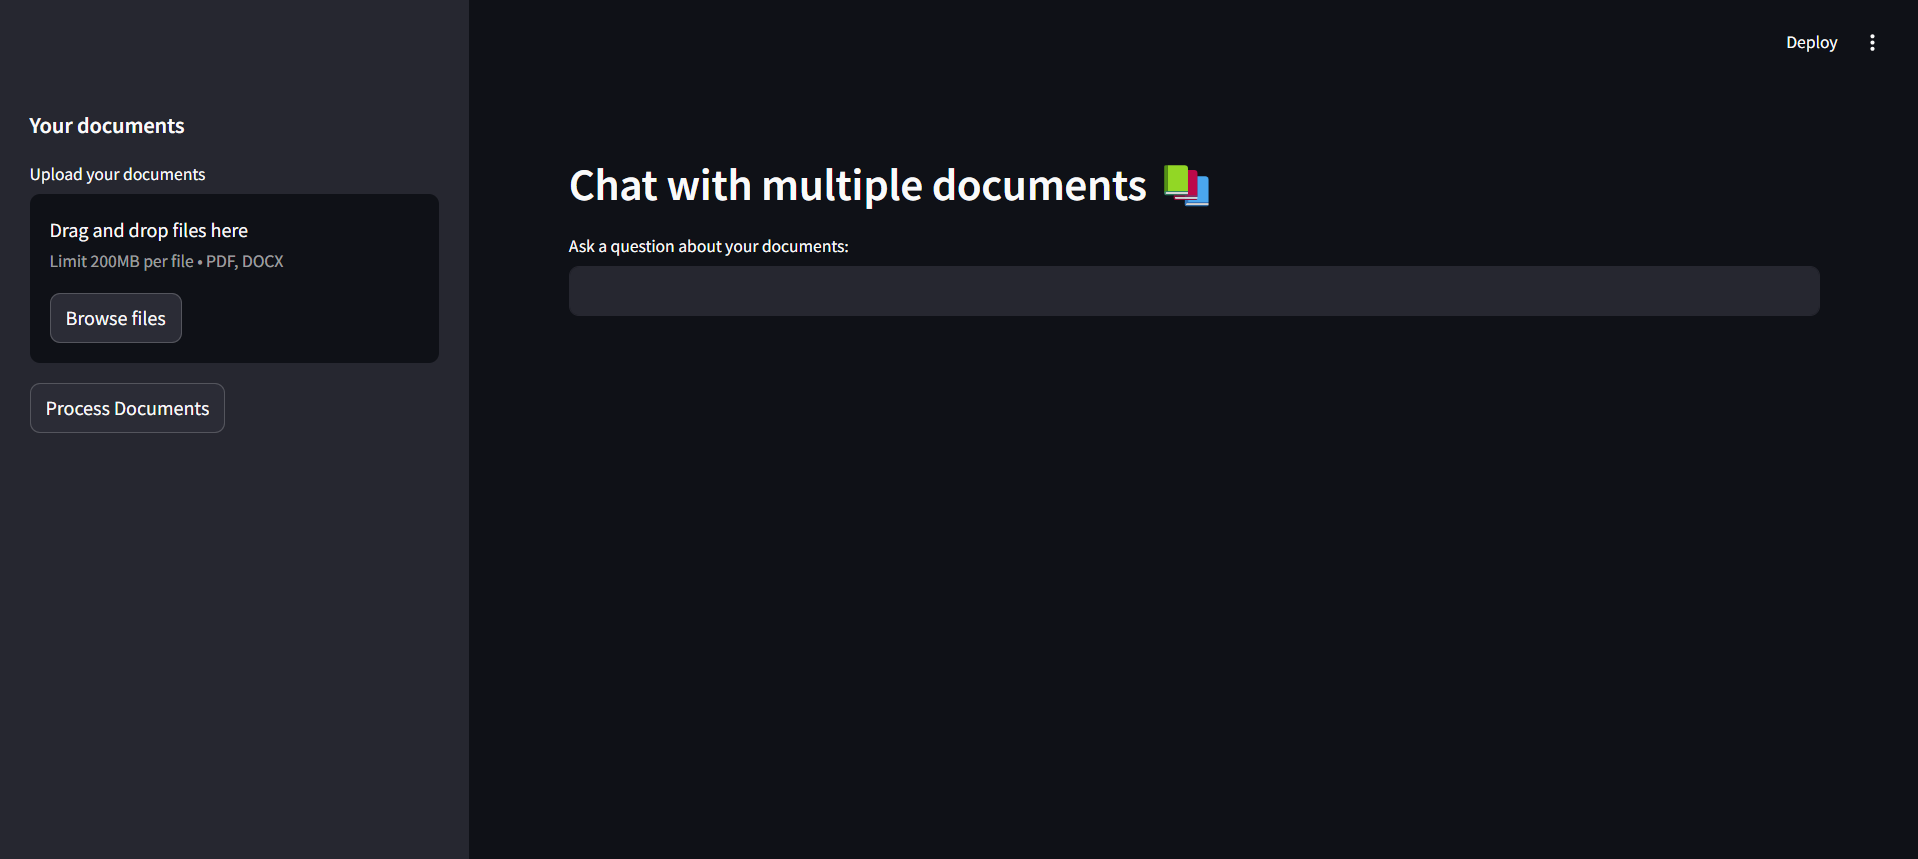 Deploy
Your documents
Upload your documents
Drag and drop files here
Limit 200MB per file • PDF, DOCX
Browse files
Process Documents
Chat with multiple documents
Ask a question about your documents: